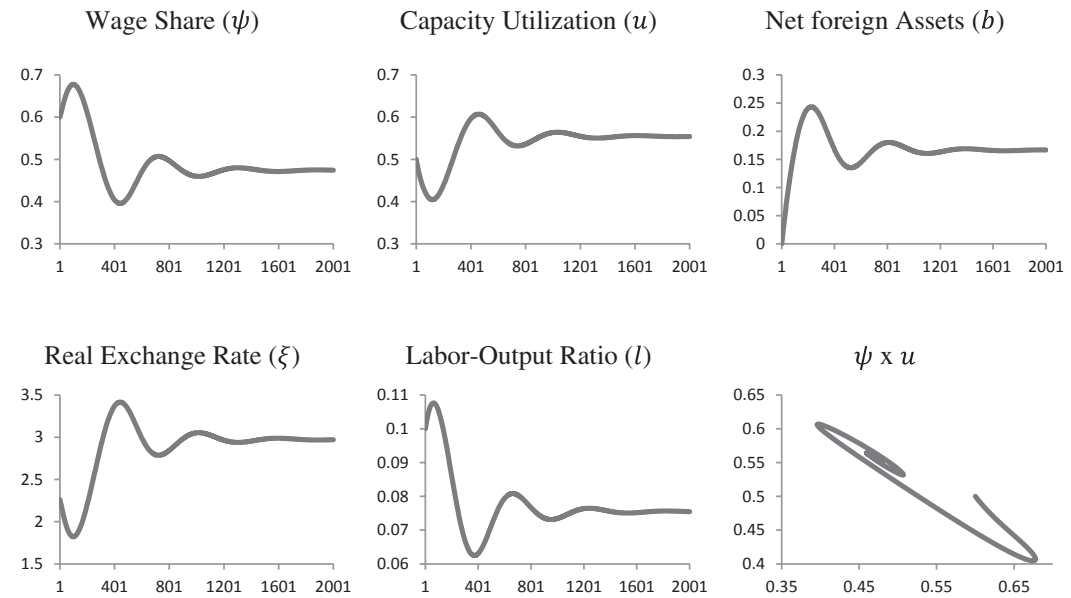 Wage Share (ψ)
Capacity Utilization (u)
Net foreign Assets (b)
0.7
0.6
0.5
0.4
0.3
1 401 801 1201 1601 2001
0.7
0.6
0.5
0.4
0.3
1 401 801 1201 1601 2001
0.3
0.25
0.2
0.15
0.1
0.05
0
1 401 801 1201 1601 2001
Real Exchange Rate (ξ)
Labor-Output Ratio (l)
ψ x u
3.5
3
2.5
2
1.5
1 401 801 1201 1601 2001
0.11
0.1
0.09
0.08
0.07
0.06
1 401 801 1201 1601 2001
0.65
0.6
0.55
0.5
0.45
0.4
0.35 0.45 0.55 0.65